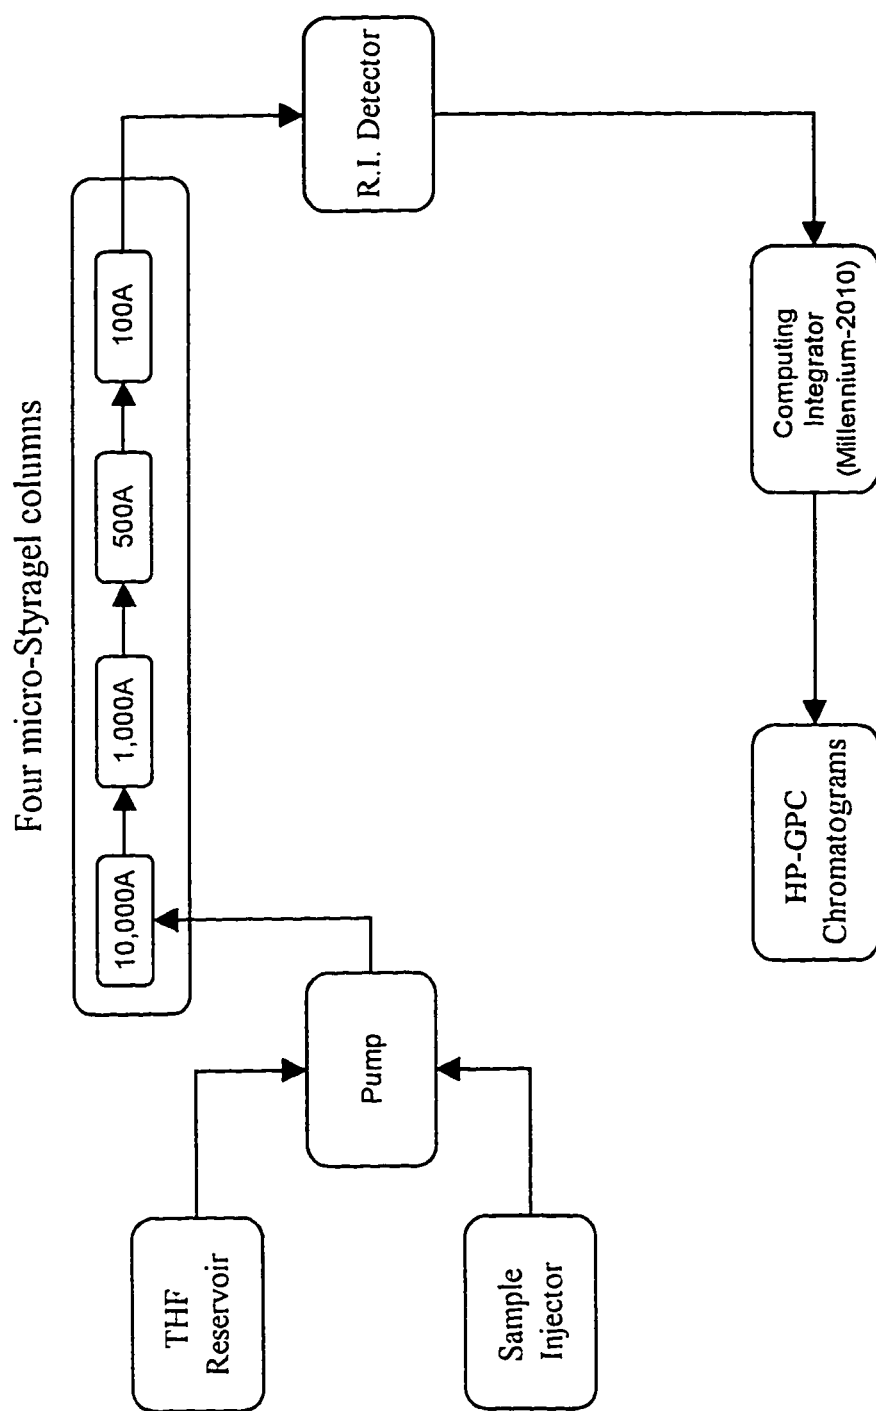 Four micro-Styragel columns
10,000A
1,000A
500A
100A
THF
Reservoir
Pump
R.I. Detector
Sample
Injector
HP-GPC
Chromatograms
Computing
Integrator
(Millennium-2010)